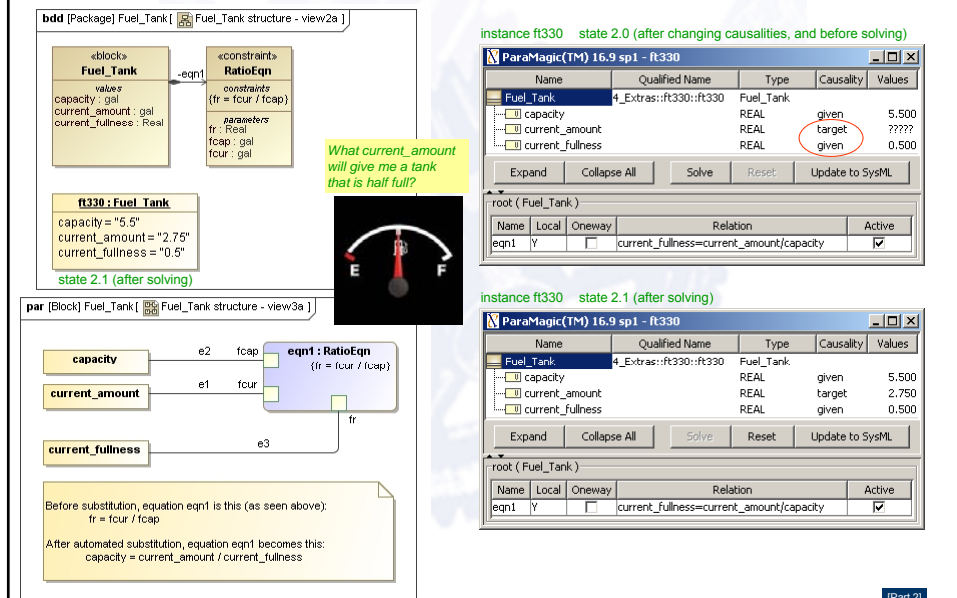 bdd [Package] Fuel_Tank [ Fuel_Tank structure - view2a ]
«block»
Fuel_Tank
values
capacity : gal
current_amount : gal
current_fullness : Real
-eqn1
«constraint»
RatioEqn
constraints
{fr = fcur / fcap}
parameters
fr : Real
fcap : gal
fcur : gal
ft330 : Fuel_Tank
capacity = "5.5"
current_amount = "2.75"
current_fullness = "0.5"
state 2.1 (after solving)
What current_amount
will give me a tank
that is half full?
E F
par [Block] Fuel_Tank [ Fuel_Tank structure - view3a ]
capacity
e2 fcap
eqn1 : RatioEqn
{fr = fcur / fcap}
current_amount
e1 fcur
fr
current_fullness
e3
Before substitution, equation eqn1 is this (as seen above):
fr = fcur / fcap
After automated substitution, equation eqn1 becomes this:
capacity = current_amount / current_fullness
instance ft330 state 2.0 (after changing causalities, and before solving)
ParaMagic(TM) 16.9 sp1 - ft330
Name Qualified Name Type Causality Values
Fuel_Tank 4_Extras::ft330::ft330 Fuel_Tank
capacity REAL given 5.500
current_amount REAL target ?????
current_fullness REAL given 0.500
Expand Collapse All Solve Reset Update to SysML
root ( Fuel_Tank )
Name Local Oneway Relation Active
eqn1 Y current_fullness=current_amount/capacity
instance ft330 state 2.1 (after solving)
ParaMagic(TM) 16.9 sp1 - ft330
Name Qualified Name Type Causality Values
Fuel_Tank 4_Extras::ft330::ft330 Fuel_Tank
capacity REAL given 5.500
current_amount REAL target 2.750
current_fullness REAL given 0.500
Expand Collapse All Solve Reset Update to SysML
root ( Fuel_Tank )
Name Local Oneway Relation Active
eqn1 Y current_fullness=current_amount/capacity
[Part 2]